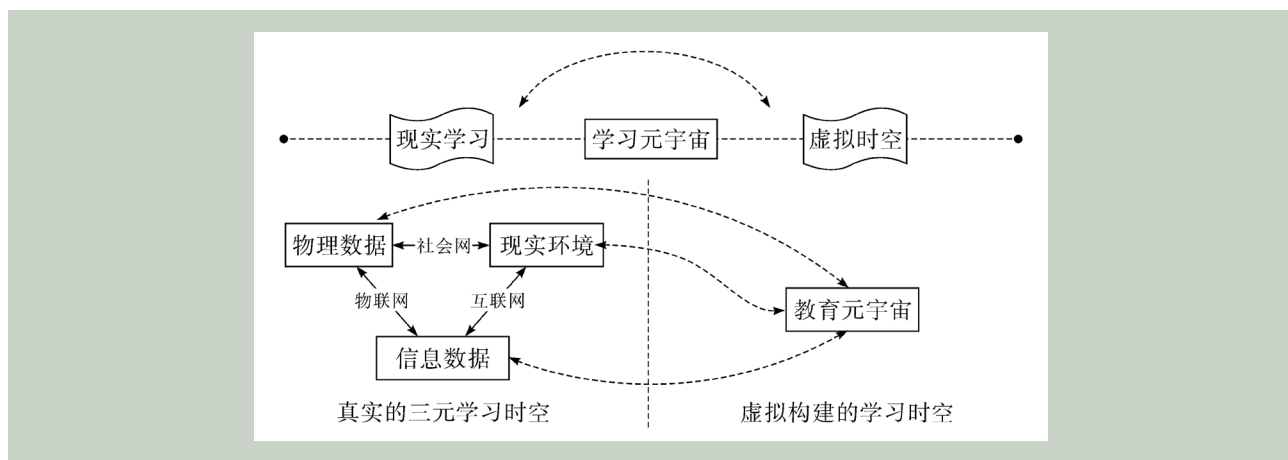 现实学习 学习元宇宙 虚拟时空
物理数据 社会网 现实环境
物联网 互联网 教育元宇宙
信息数据
真实的三元学习时空 虚拟构建的学习时空